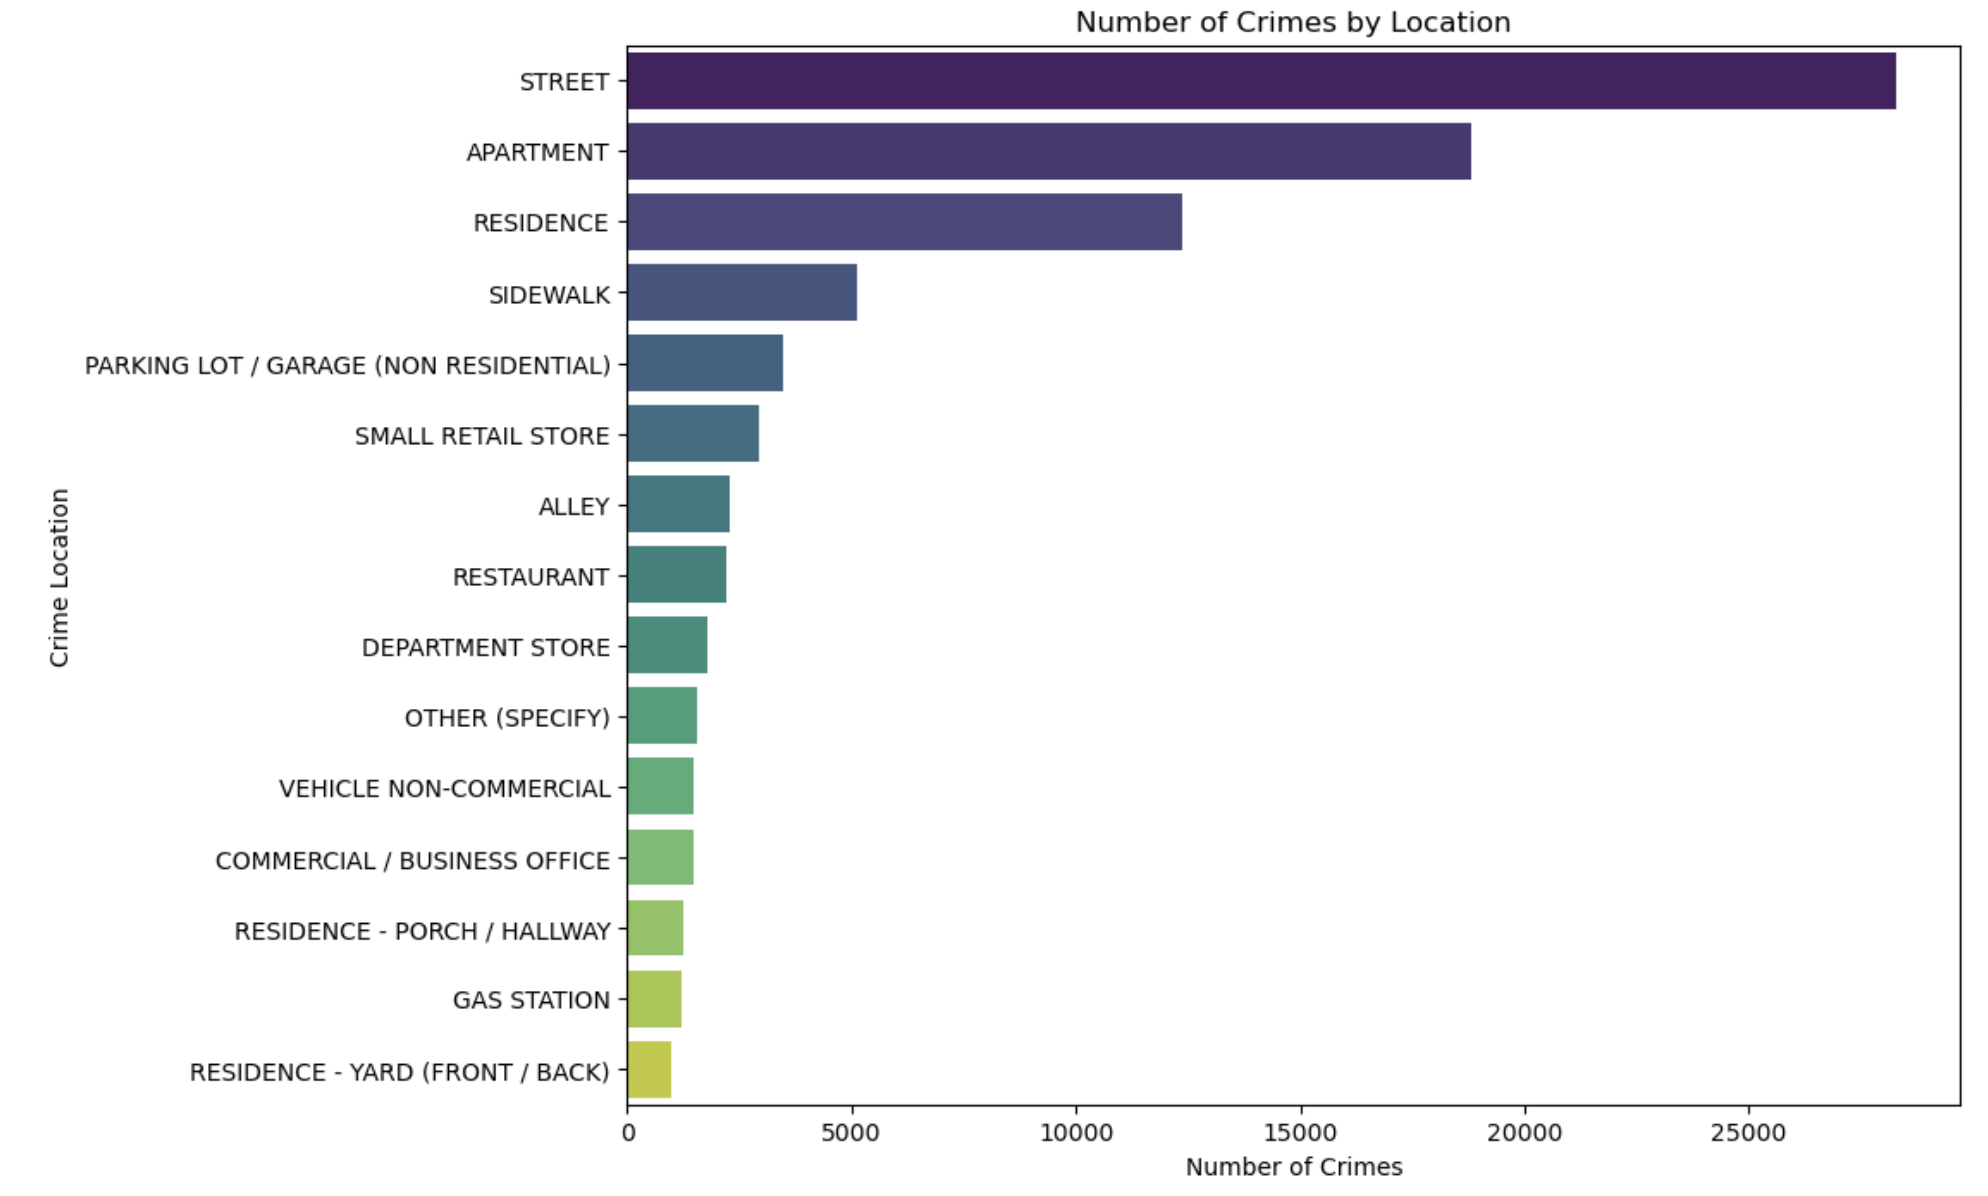 Number of Crimes by Location
STREET
APARTMENT
RESIDENCE
SIDEWALK
PARKING LOT / GARAGE (NON RESIDENTIAL)
SMALL RETAIL STORE
ALLEY
RESTAURANT
DEPARTMENT STORE
OTHER (SPECIFY)
VEHICLE NON-COMMERCIAL
COMMERCIAL / BUSINESS OFFICE
RESIDENCE - PORCH / HALLWAY
GAS STATION
RESIDENCE - YARD (FRONT / BACK)
Crime Location
0 5000 10000 15000 20000 25000
Number of Crimes